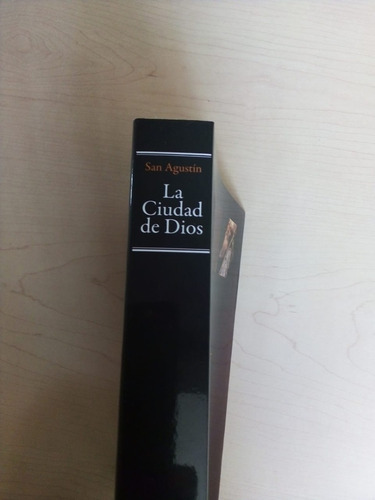 San Agustín
La
Ciudad
de Dios